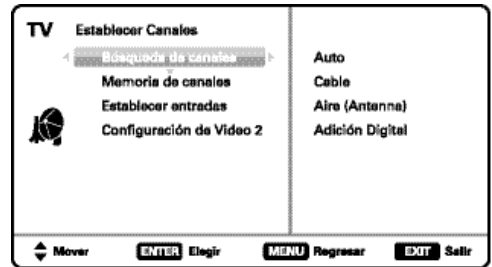 TV Establecer Canales
Búsqueda de canales
Memoria de canales
Establecer entradas
Configuración de Video 2
Auto
Cable
Aire (Antenna)
Adición Digital
Mover ENTER Elegir MENU Regresar EXIT Salir